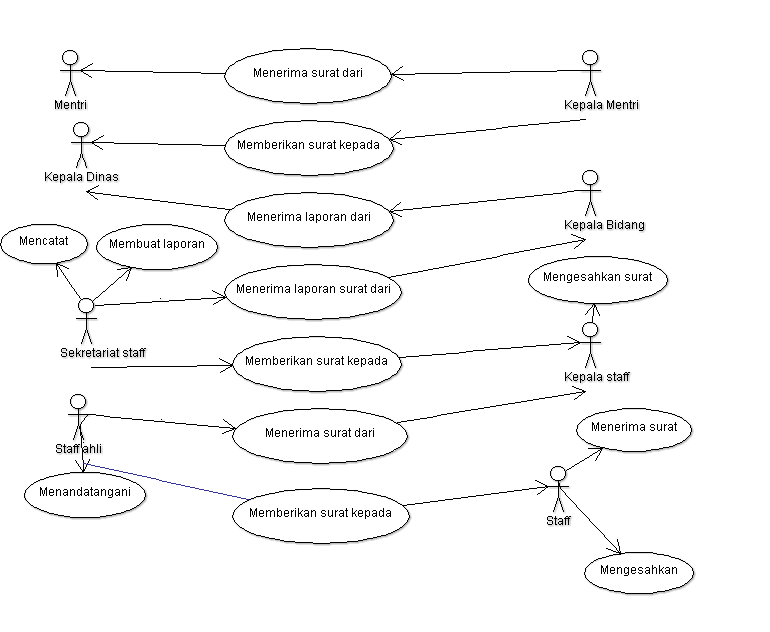 Menerima surat dari
Mentri
Kepala Mentri
Memberikan surat kepada
Kepala Dinas
Menerima laporan dari
Kepala Bidang
Mencatat
Membuat laporan
Mengesahkan surat
Menerima laporan surat dari
Sekretariat staff
Memberikan surat kepada
Kepala staff
Menerima surat dari
Menerima surat
Staff ahli
Menandatangani
Memberikan surat kepada
Staff
Mengesahkan